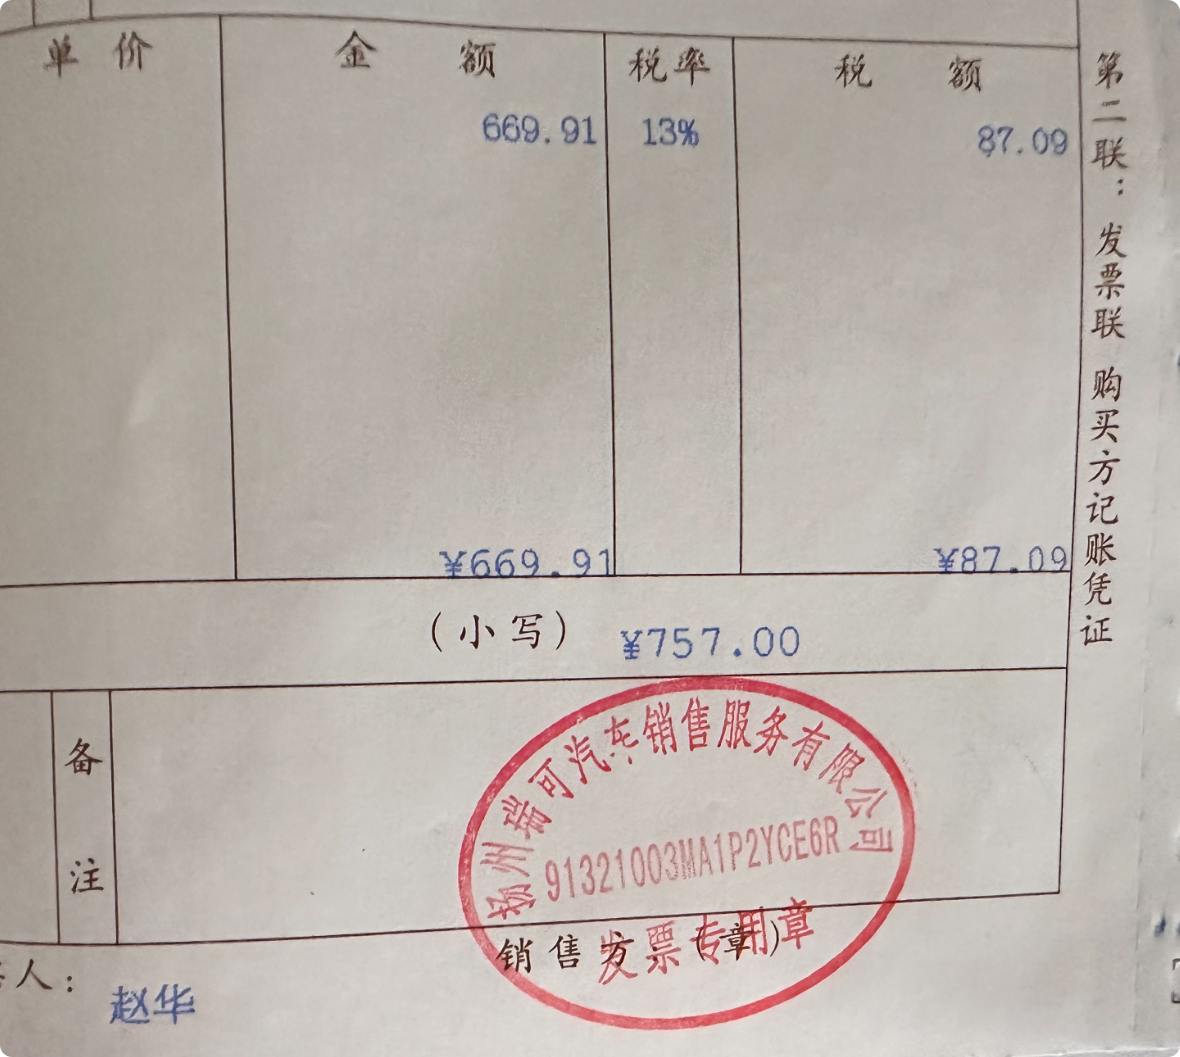 单价 金额 税率 税额
669.91 13% 87.09
¥669.91 ¥87.09
(小写) ¥757.00
备注
扬州瑞可汽车销售服务有限公司
91321003MA1P2YCE6R
发票专用章
销售方：(章)
人：
赵华
第二联：发票联 购买方记账凭证